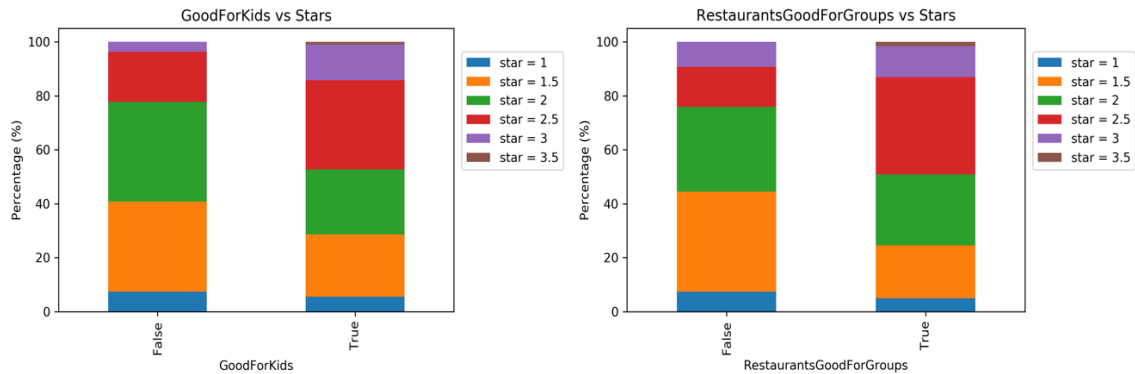 GoodForKids vs Stars
100
80
60
40
20
0
Percentage (%)
False
True
GoodForKids
star = 1
star = 1.5
star = 2
star = 2.5
star = 3
star = 3.5
RestaurantsGoodForGroups vs Stars
100
80
60
40
20
0
Percentage (%)
False
True
RestaurantsGoodForGroups
star = 1
star = 1.5
star = 2
star = 2.5
star = 3
star = 3.5